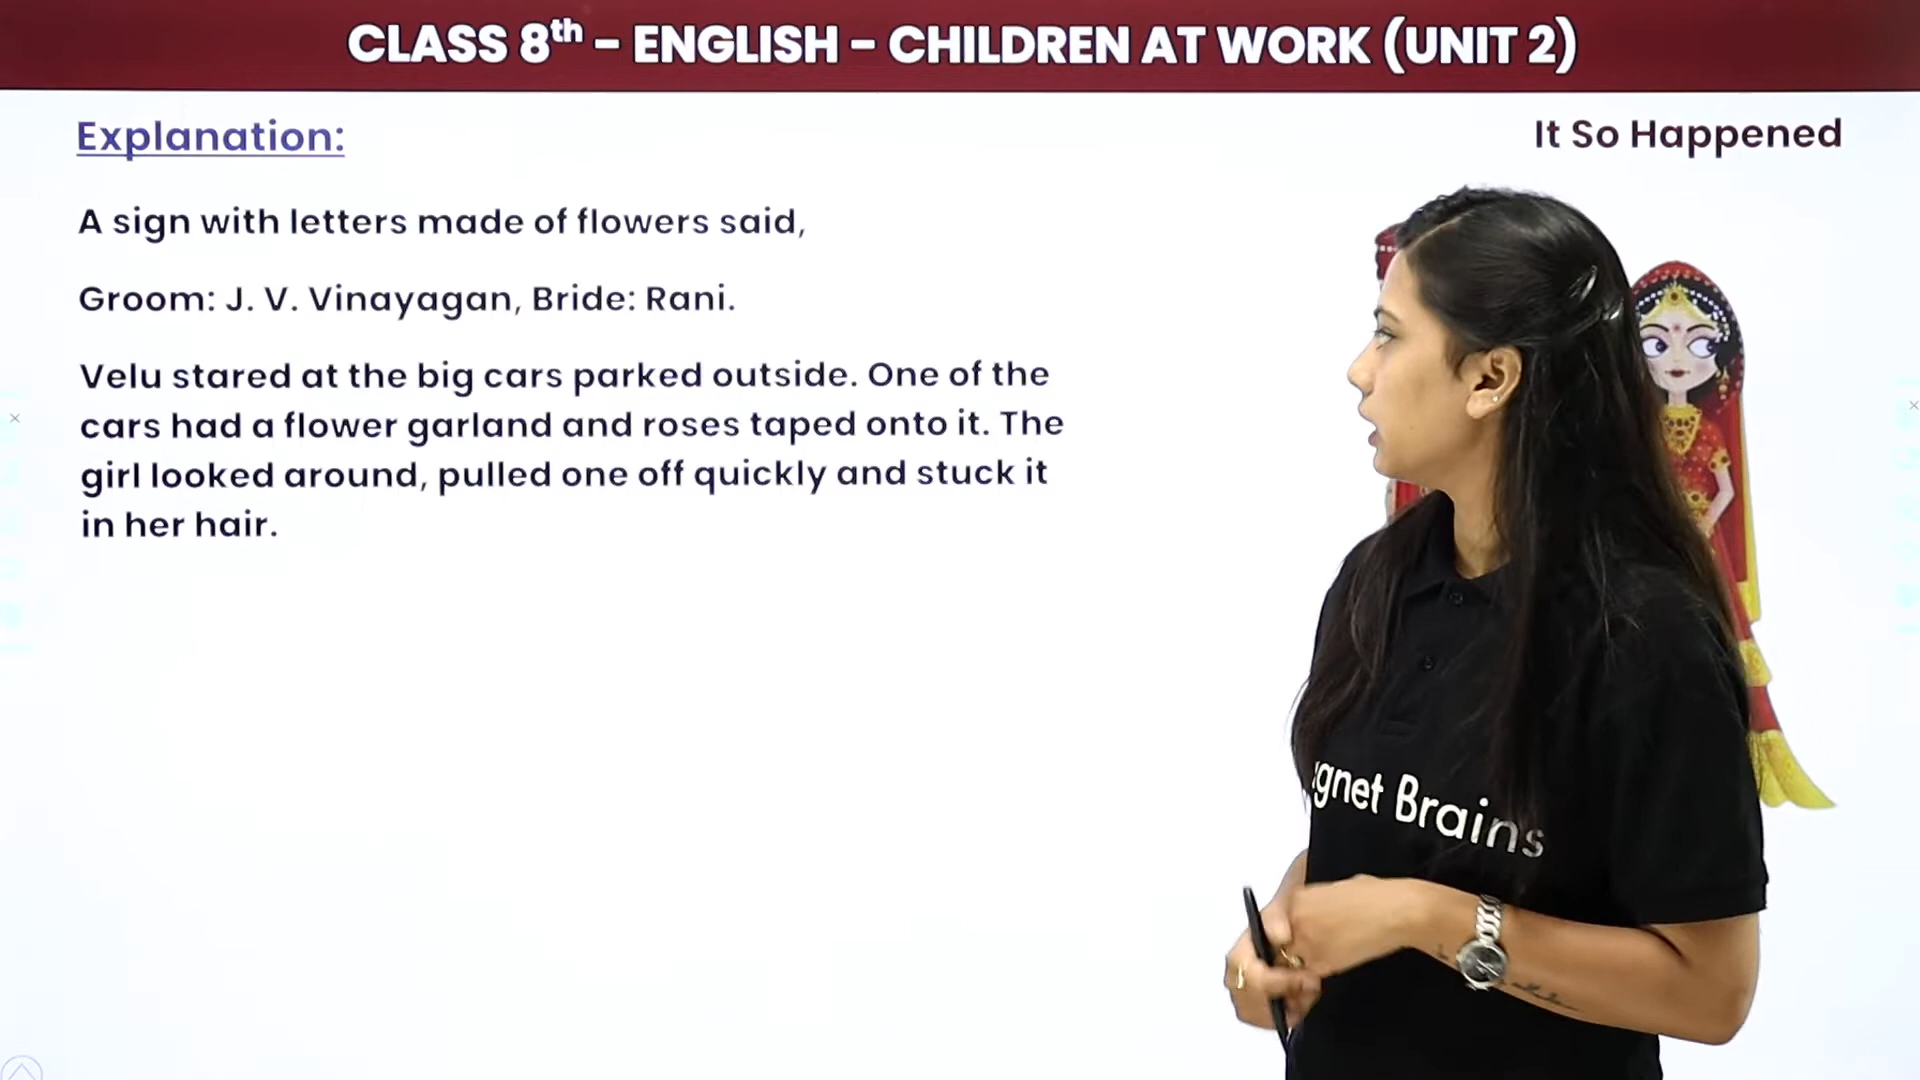 CLASS 8th - ENGLISH - CHILDREN AT WORK (UNIT 2)
Explanation:
It So Happened
A sign with letters made of flowers said,
Groom: J. V. Vinayagan, Bride: Rani.
Velu stared at the big cars parked outside. One of the
cars had a flower garland and roses taped onto it. The
girl looked around, pulled one off quickly and stuck it
in her hair.
gnet Brains